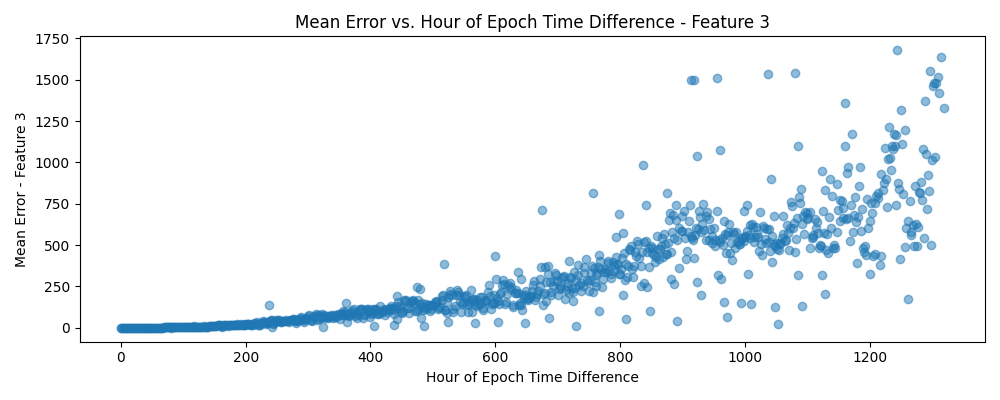 Mean Error vs. Hour of Epoch Time Difference - Feature 3
Mean Error - Feature 3
1750
1500
1250
1000
750
500
250
0
0 200 400 600 800 1000 1200
Hour of Epoch Time Difference